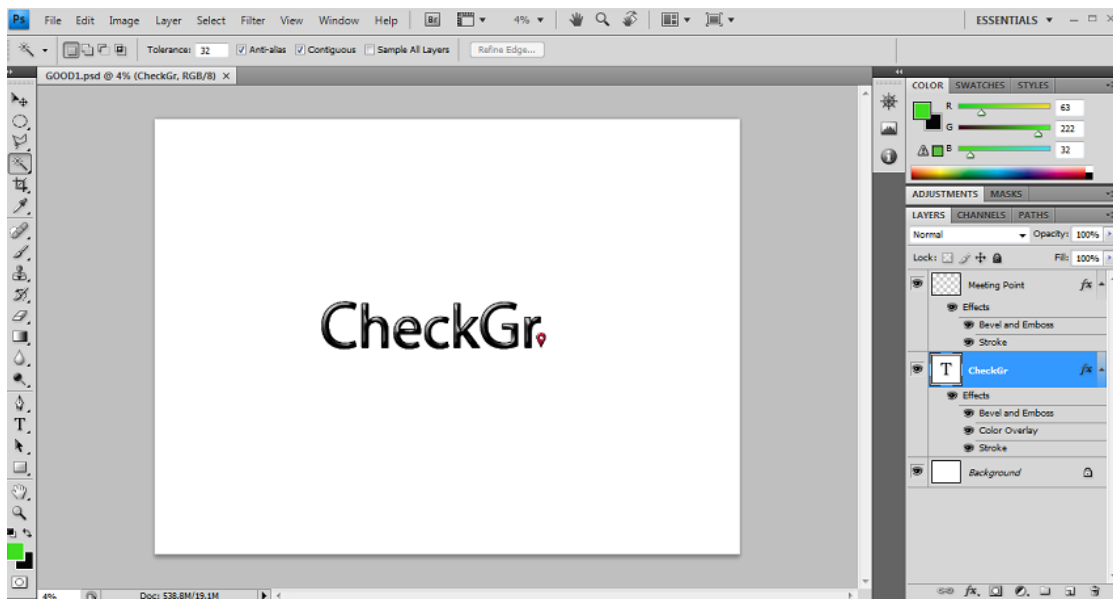 Ps File Edit Image Layer Select Filter View Window Help Br 4% ESSENTIALS
Tolerance: 32 Anti-alias Contiguous Sample All Layers Refine Edge...
GOOD1.psd @ 4% (CheckGr, RGB/8) ×
COLOR SWATCHES STYLES
R 63
G 222
B 32
ADJUSTMENTS MASKS
LAYERS CHANNELS PATHS
Normal Opacity: 100%
Lock: Fill: 100%
Meeting Point fx
Effects
Bevel and Emboss
Stroke
T CheckGr fx
Effects
Bevel and Emboss
Color Overlay
Stroke
Background
CheckGr
T
4% Doc: 538.8M/19.1M
fx